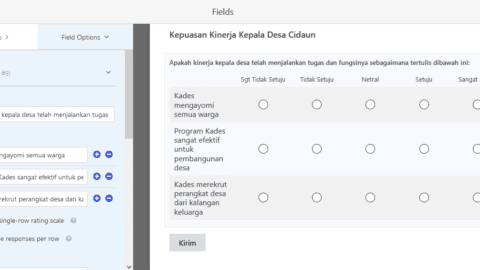 Fields
Field Options
Kepuasan Kinerja Kepala Desa Cidaun
#9)
kepala desa telah menjalankan tugas
ngayomi semua warga
Kades sangat efektif untuk pe
rekrut perangkat desa dari ka
single-row rating scale
e responses per row
Apakah kinerja kepala desa telah menjalankan tugas dan fungsinya sebagaimana tertulis dibawah ini:
Sgt Tidak Setuju Tidak Setuju Netral Setuju Sangat
Kades
mengayomi
semua warga
Program Kades
sangat efektif
untuk
pembangunan
desa
Kades merekrut
perangkat desa
dari kalangan
keluarga
Kirim